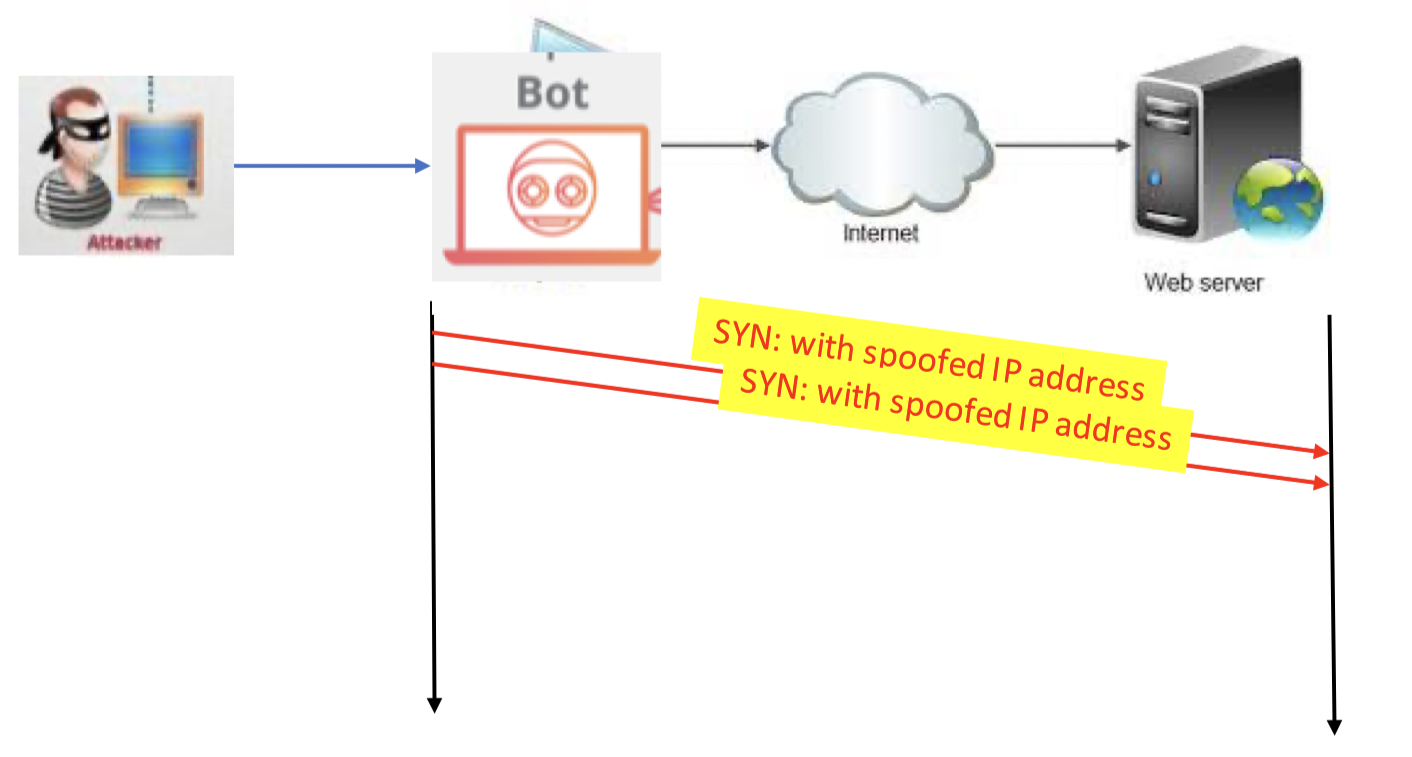 Bot
Attacker
Internet
Web server
SYN: with spoofed IP address
SYN: with spoofed IP address